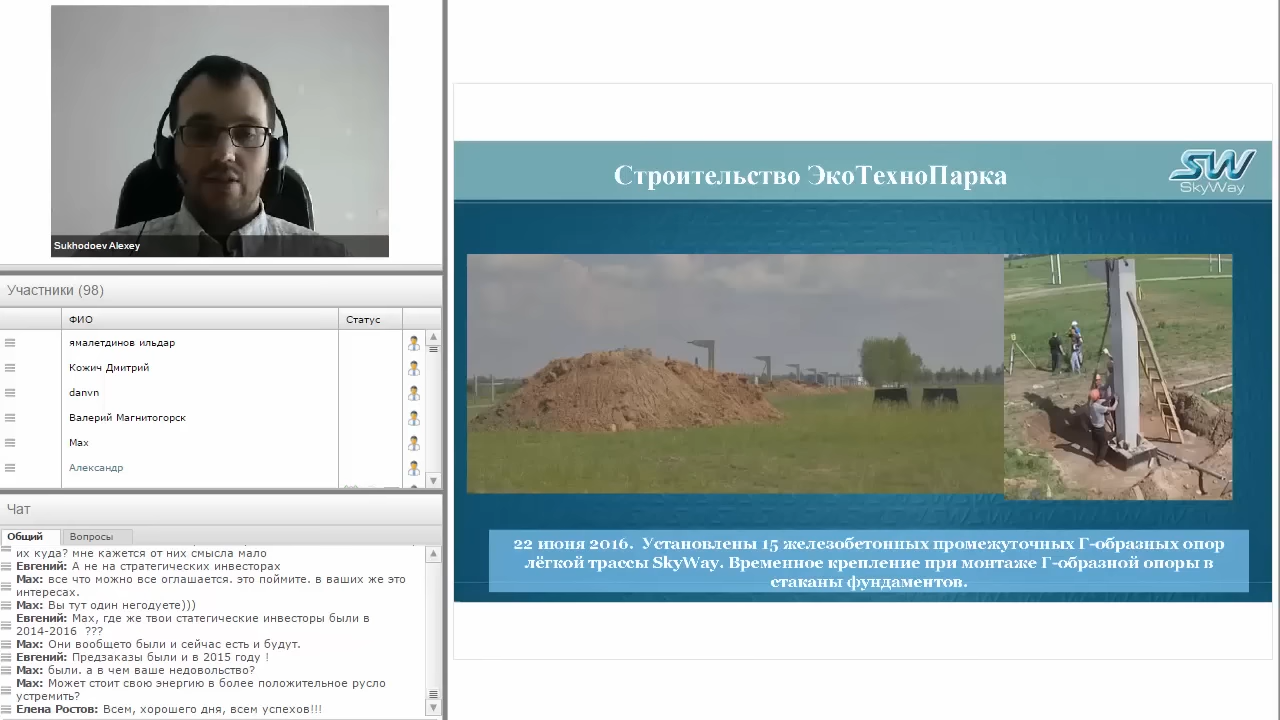 Sukhodoev Alexey
Участники (98)
ФИО
Статус
ямалетдинов ильдар
Кожич Дмитрий
danvn
Валерий Магнитогорск
Max
Александр
Чат
Общий
Вопросы
их куда? мне кажется от них смысла мало
Евгений: А не на стратегических инвесторах
Max: все что можно все оглашается. это поймите. в ваших же это
интересах.
Max: Вы тут один негодуете)))
Евгений: Мах, где же твои статегические инвесторы были в
2014-2016 ???
Max: Они вообщето были и сейчас есть и будут.
Евгений: Предзаказы были и в 2015 году !
Max: были. а в чем ваше недовольство?
Max: Может стоит свою энергию в более положительное русло
устремить?
Елена Ростов: Всем, хорошего дня, всем успехов!!!
Строительство ЭкоТехноПарка
SW
SkyWay
22 июня 2016. Установлены 15 железобетонных промежуточных Г-образных опор
лёгкой трассы SkyWay. Временное крепление при монтаже Г-образной опоры в
стаканы фундаментов.